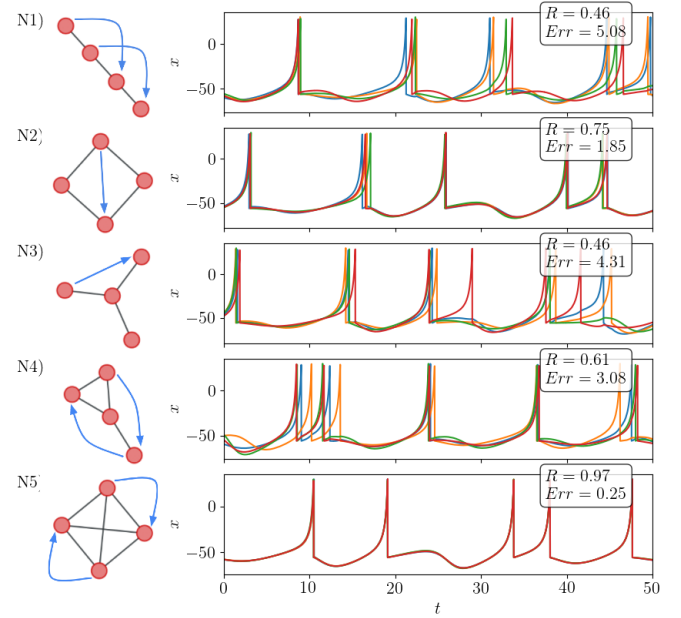 N1)
0
−50
x
R = 0.46
Err = 5.08
N2)
0
−50
x
R = 0.75
Err = 1.85
N3)
0
−50
x
R = 0.46
Err = 4.31
N4)
0
−50
x
R = 0.61
Err = 3.08
N5)
0
−50
x
R = 0.97
Err = 0.25
0 10 20 30 40 50
t